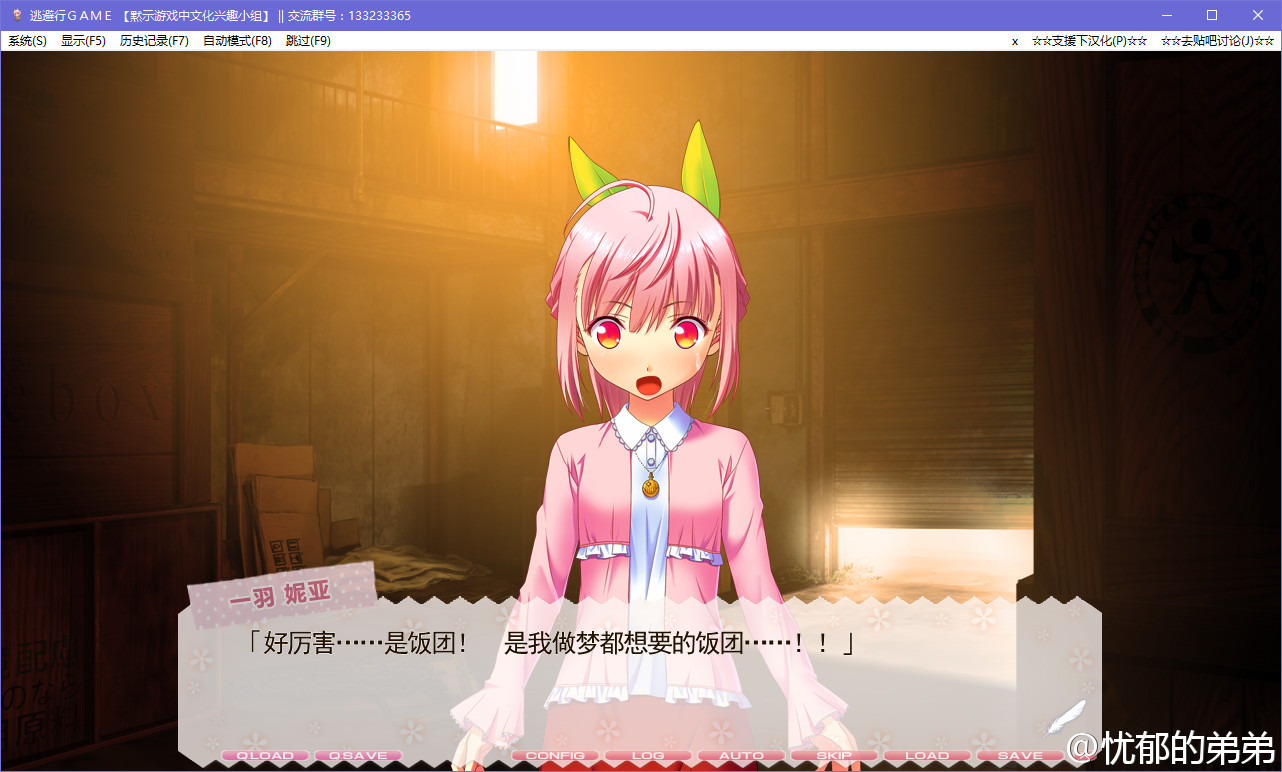 逃避行ＧＡＭＥ 【默示游戏中文化兴趣小组】 || 交流群号：133233365
系统(S) 显示(F5) 历史记录(F7) 自动模式(F8) 跳过(F9) x ☆☆支援下汉化(P)☆☆ ☆☆去贴吧讨论(J)☆☆
ebox
一羽 妮亚
「好厉害……是饭团！ 是我做梦都想要的饭团……！！」
QLOAD QSAVE CONFIG LOG AUTO SKIP LOAD SAVE
@忧郁的弟弟